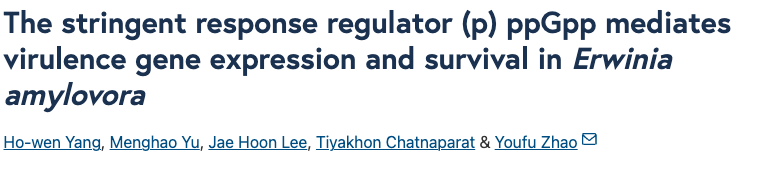 The stringent response regulator (p) ppGpp mediates
virulence gene expression and survival in Erwinia
amylovora
Ho-wen Yang, Menghao Yu, Jae Hoon Lee, Tiyakhon Chatnaparat & Youfu Zhao